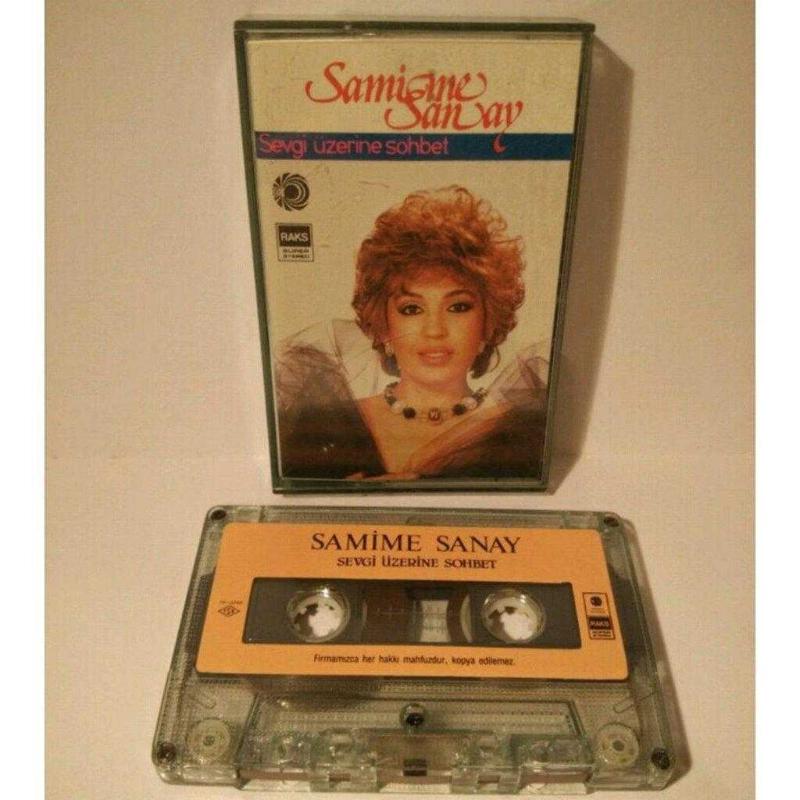 Samime
Sanay
Sevgi üzerine sohbet
RAKS
SUPER
STEREO
SAMİME SANAY
SEVGİ ÜZERİNE SOHBET
RAKS
Firmamızca her hakkı mahfuzdur, kopya edilemez.